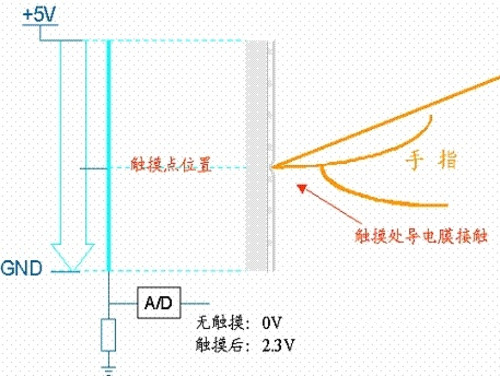 +5V
触摸点位置
手 指
触摸处导电膜接触
GND
A/D
无触摸：0V
触摸后：2.3V